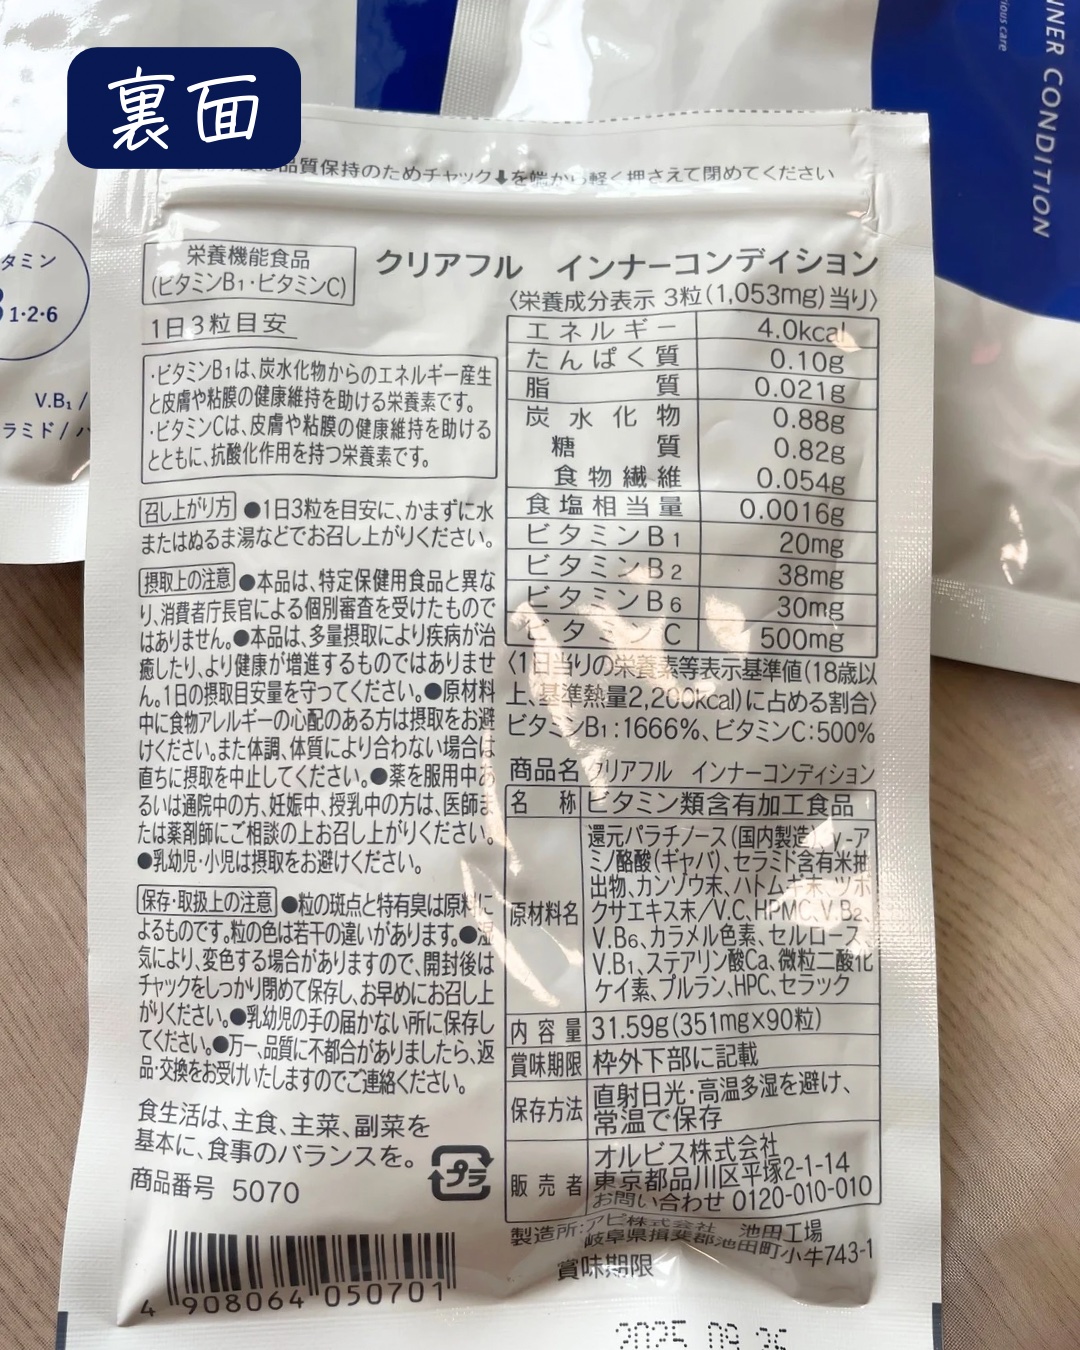 裏面
INNER CONDITION
品質保持のためチャック⬇を端から軽く押さえて閉めてください
タミン
1・2・6
V.B₁ /
ラミド /
栄養機能食品
(ビタミンB₁・ビタミンC)
1日3粒目安
クリアフル インナーコンディション
・ビタミンB₁は、炭水化物からのエネルギー産生
と皮膚や粘膜の健康維持を助ける栄養素です。
・ビタミンCは、皮膚や粘膜の健康維持を助ける
とともに、抗酸化作用を持つ栄養素です。
召し上がり方 ●1日3粒を目安に、かまずに水
またはぬるま湯などでお召し上がりください。
摂取上の注意 ●本品は、特定保健用食品と異な
り、消費者庁長官による個別審査を受けたもので
はありません。●本品は、多量摂取により疾病が治
癒したり、より健康が増進するものではありませ
ん。1日の摂取目安量を守ってください。●原材料
中に食物アレルギーの心配のある方は摂取をお避
けください。また体調、体質により合わない場合は
直ちに摂取を中止してください。●薬を服用中あ
るいは通院中の方、妊娠中、授乳中の方は、医師ま
たは薬剤師にご相談の上お召し上がりください。
●乳幼児・小児は摂取をお避けください。
保存・取扱上の注意 ●粒の斑点と特有臭は原料に
よるものです。粒の色は若干の違いがあります。●湿
気により、変色する場合がありますので、開封後は
チャックをしっかり閉めて保存し、お早めにお召し上
がりください。●乳幼児の手の届かない所に保存し
てください。●万一、品質に不都合がありましたら、返
品・交換をお受けいたしますのでご連絡ください。
食生活は、主食、主菜、副菜を
基本に、食事のバランスを。
プラ
商品番号 5070
4 908064 050701
〈栄養成分表示 3粒(1,053mg)当り〉
エネルギー 4.0kcal
たんぱく質 0.10g
脂質 0.021g
炭水化物 0.88g
糖質 0.82g
食物繊維 0.054g
食塩相当量 0.0016g
ビタミンB₁ 20mg
ビタミンB₂ 38mg
ビタミンB₆ 30mg
ビタミンC 500mg
〈1日当りの栄養素等表示基準値(18歳以
上、基準熱量2,200kcal)に占める割合〉
ビタミンB₁:1666%、ビタミンC:500%
商品名 クリアフル インナーコンディション
名称 ビタミン類含有加工食品
原材料名 還元パラチノース(国内製造)、γ-ア
ミノ酪酸(ギャバ)、セラミド含有米抽
出物、カンゾウ末、ハトムギ末、ツボ
クサエキス末/V.C、HPMC、V.B₂、
V.B₆、カラメル色素、セルロース、
V.B₁、ステアリン酸Ca、微粒二酸化
ケイ素、プルラン、HPC、セラック
内容量 31.59g(351mg×90粒)
賞味期限 枠外下部に記載
保存方法 直射日光・高温多湿を避け、
常温で保存
販売者 オルビス株式会社
東京都品川区平塚2-1-14
お問い合わせ 0120-010-010
製造所:アピ株式会社 池田工場
岐阜県揖斐郡池田町小牛743-1
賞味期限
2025 09 26